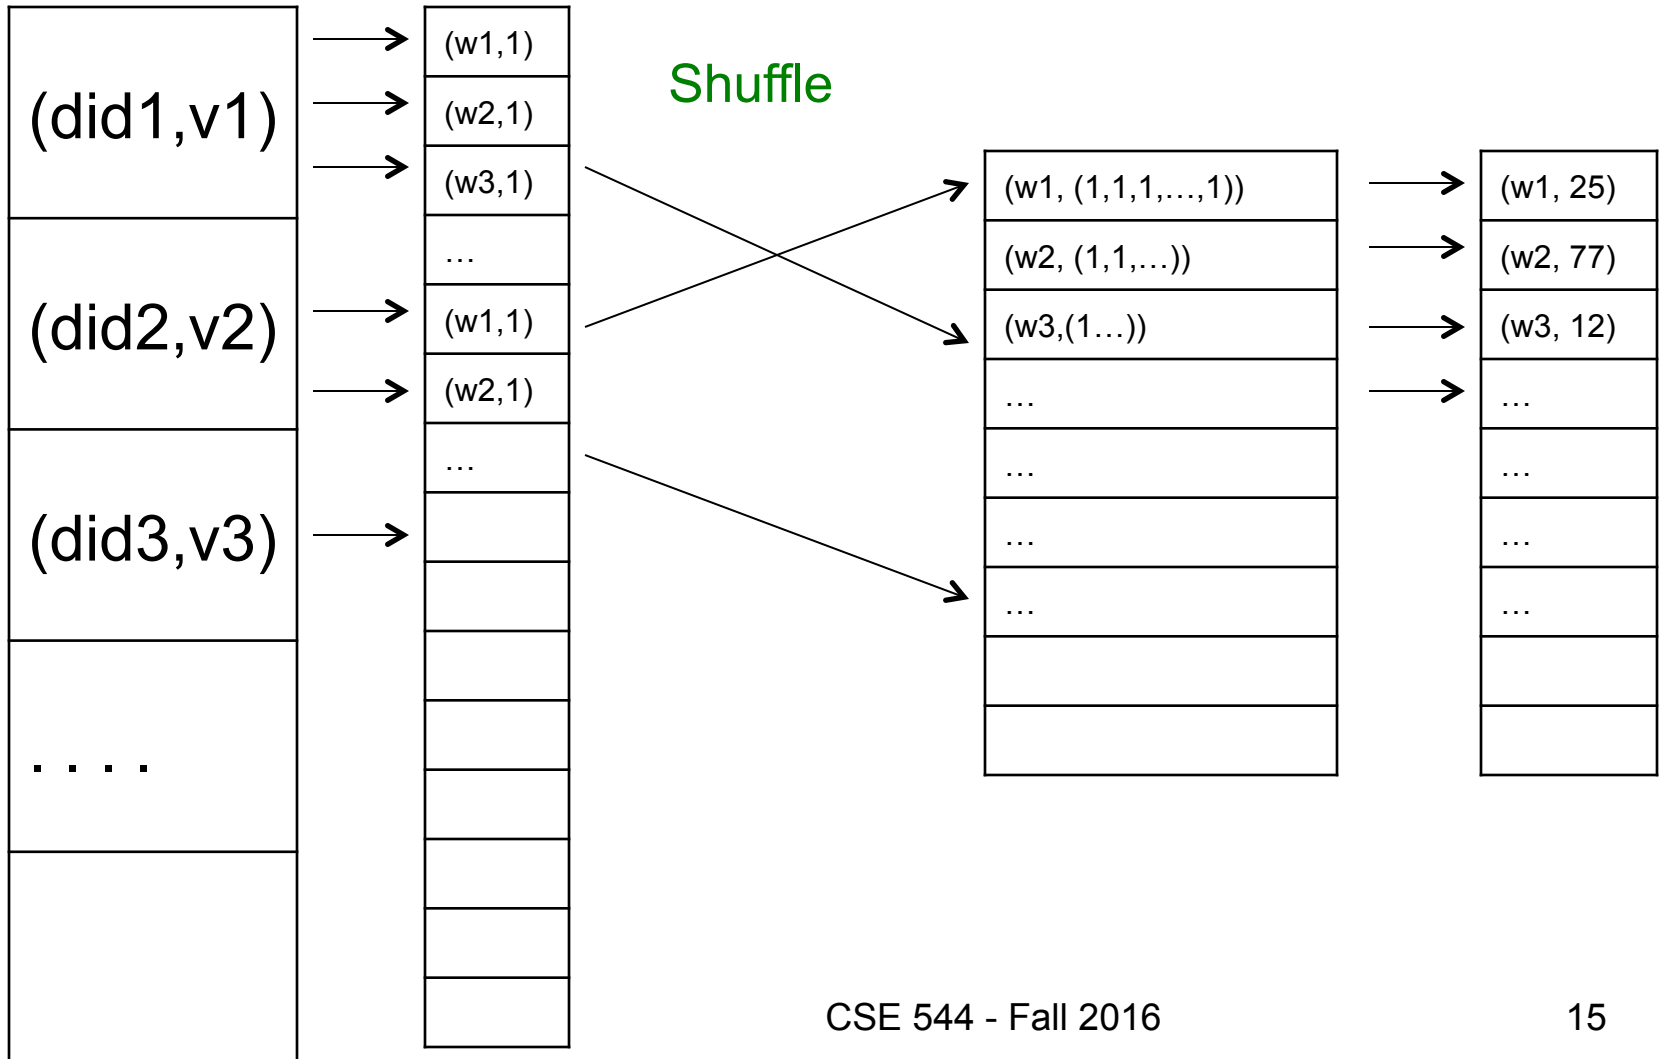 (did1,v1)
(did2,v2)
(did3,v3)
. . . .
(w1,1)
(w2,1)
(w3,1)
…
(w1,1)
(w2,1)
…
Shuffle
(w1, (1,1,1,…,1))
(w2, (1,1,…))
(w3,(1…))
…
…
…
…
(w1, 25)
(w2, 77)
(w3, 12)
…
…
…
…
CSE 544 - Fall 2016
15